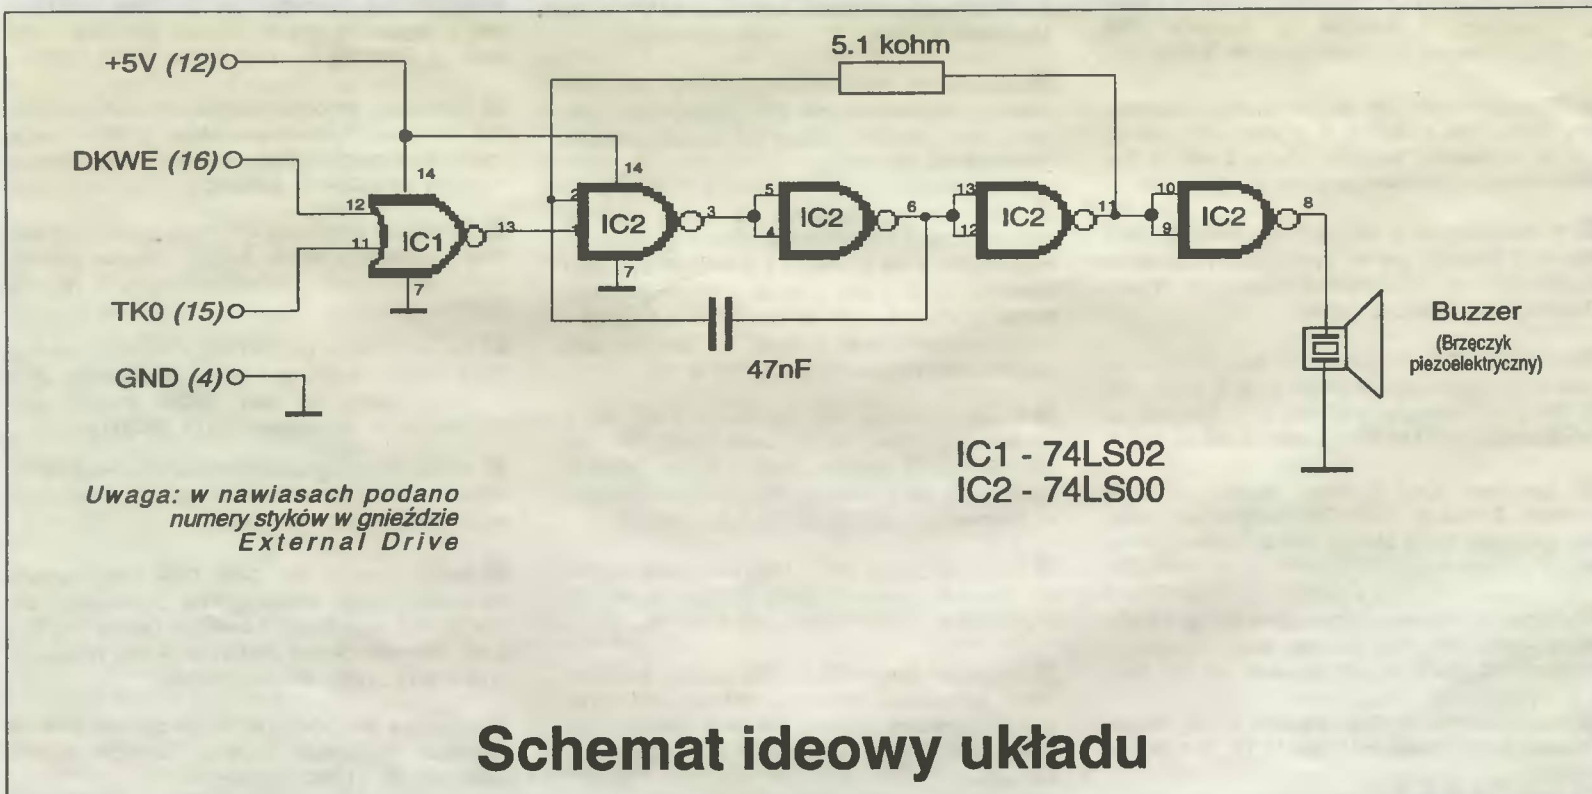 5.1 kohm
+5V (12)
DKWE (16)
14
14
12
11
IC1
13
2
IC2
3
5
4
IC2
6
13
12
IC2
11
10
9
IC2
8
7
7
TK0 (15)
GND (4)
47nF
Buzzer
(Brzęczyk
piezoelektryczny)
IC1 - 74LS02
IC2 - 74LS00
Uwaga: w nawiasach podano
numery styków w gnieździe
External Drive
Schemat ideowy układu